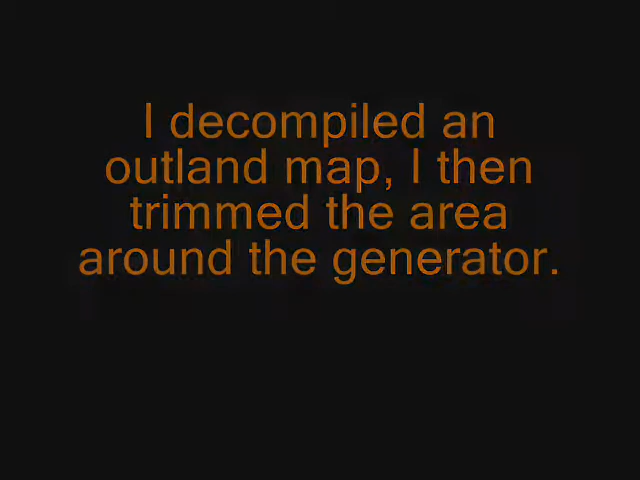 I decompiled an
outland map, I then
trimmed the area
around the generator.